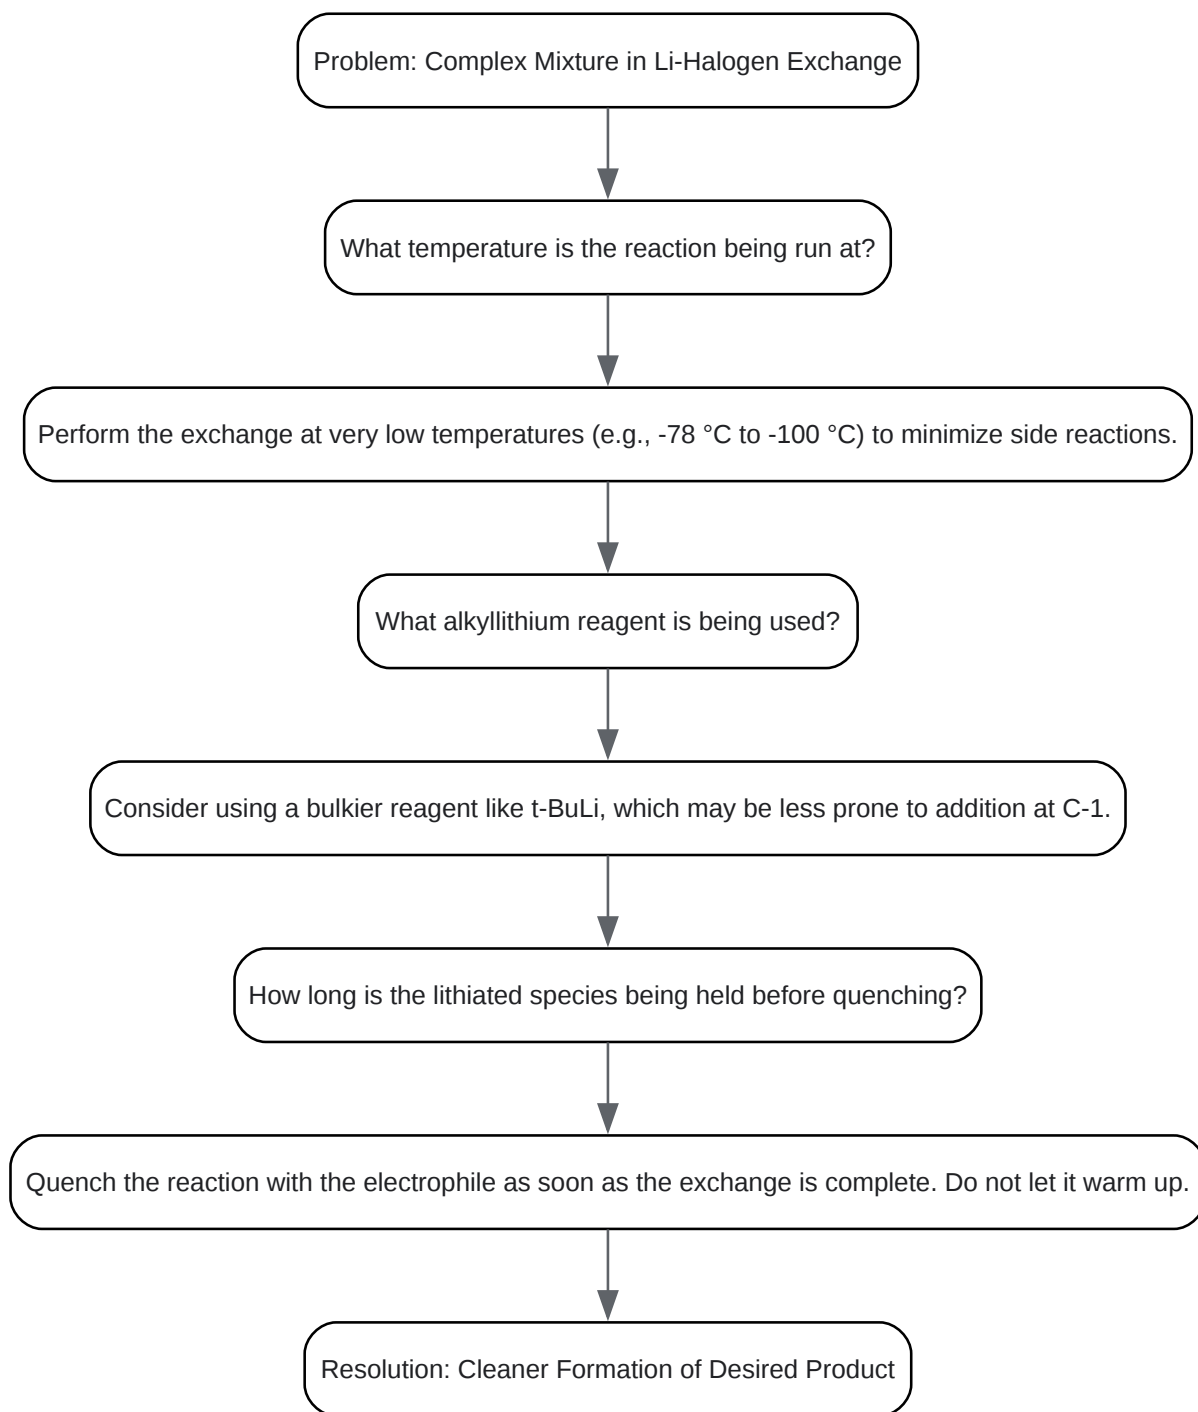 Problem: Complex Mixture in Li-Halogen Exchange
What temperature is the reaction being run at?
Perform the exchange at very low temperatures (e.g., -78 °C to -100 °C) to minimize side reactions.
What alkyllithium reagent is being used?
Consider using a bulkier reagent like t-BuLi, which may be less prone to addition at C-1.
How long is the lithiated species being held before quenching?
Quench the reaction with the electrophile as soon as the exchange is complete. Do not let it warm up.
Resolution: Cleaner Formation of Desired Product